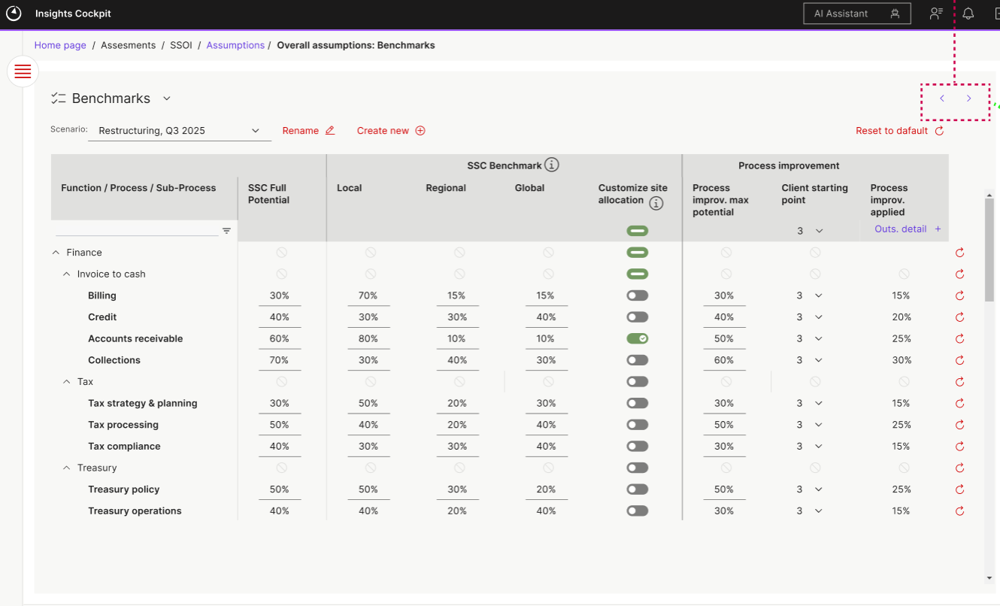 Insights Cockpit
AI Assistant
Home page / Assesments / SSOI / Assumptions / Overall assumptions: Benchmarks
Benchmarks
Scenario: Restructuring, Q3 2025 Rename Create new Reset to dafault
SSC Benchmark i Process improvement
Function / Process / Sub-Process SSC Full Potential Local Regional Global Customize site allocation i Process improv. max potential Client starting point Process improv. applied
3 Outs. detail +
Finance
Invoice to cash
Billing 30% 70% 15% 15% 30% 3 15%
Credit 40% 30% 30% 40% 40% 3 20%
Accounts receivable 60% 80% 10% 10% 50% 3 25%
Collections 70% 30% 40% 30% 60% 3 30%
Tax
Tax strategy & planning 30% 50% 20% 30% 30% 3 15%
Tax processing 50% 40% 20% 40% 50% 3 25%
Tax compliance 40% 30% 30% 40% 30% 3 15%
Treasury
Treasury policy 50% 50% 30% 20% 50% 3 25%
Treasury operations 40% 40% 20% 40% 30% 3 15%